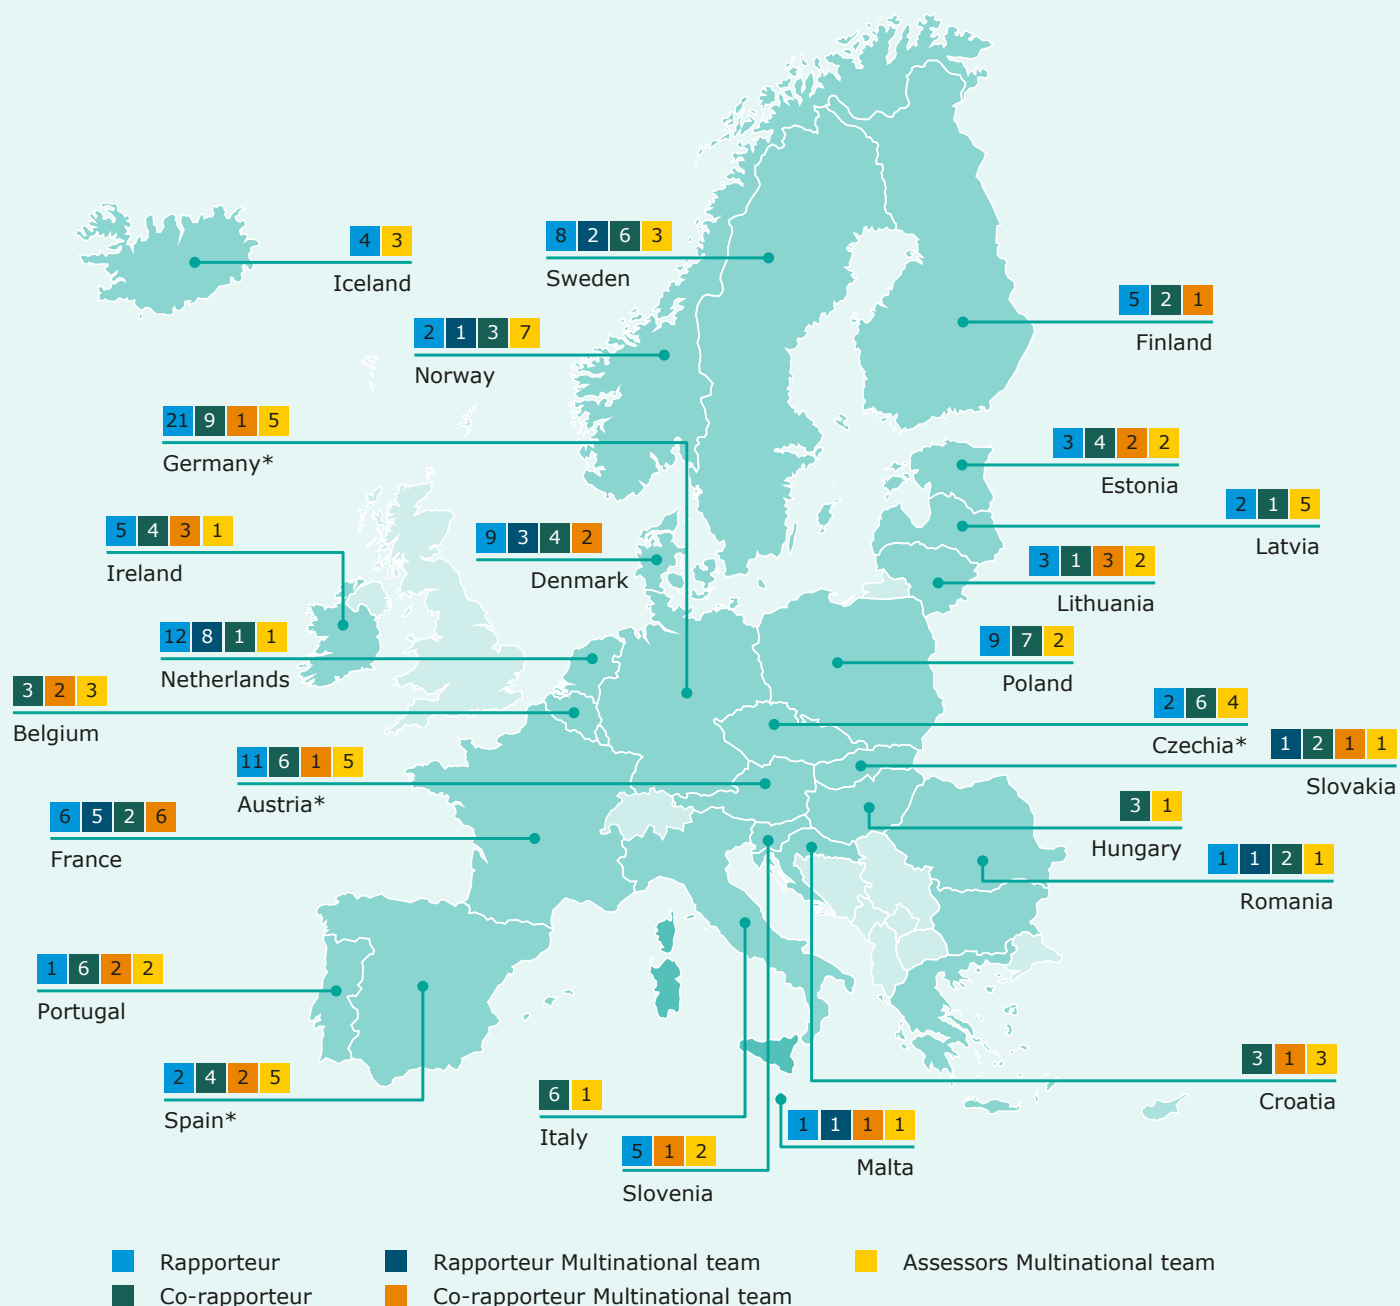 4 3
Iceland
8 2 6 3
Sweden
5 2 1
Finland
2 1 3 7
Norway
21 9 1 5
Germany*
3 4 2 2
Estonia
2 1 5
Latvia
5 4 3 1
Ireland
9 3 4 2
Denmark
3 1 3 2
Lithuania
12 8 1 1
Netherlands
9 7 2
Poland
3 2 3
Belgium
2 6 4
Czechia*
1 2 1 1
Slovakia
11 6 1 5
Austria*
6 5 2 6
France
3 1
Hungary
1 1 2 1
Romania
1 6 2 2
Portugal
2 4 2 5
Spain*
6 1
Italy
3 1 3
Croatia
1 1 1 1
Malta
5 1 2
Slovenia
Rapporteur
Rapporteur Multinational team
Assessors Multinational team
Co-rapporteur
Co-rapporteur Multinational team